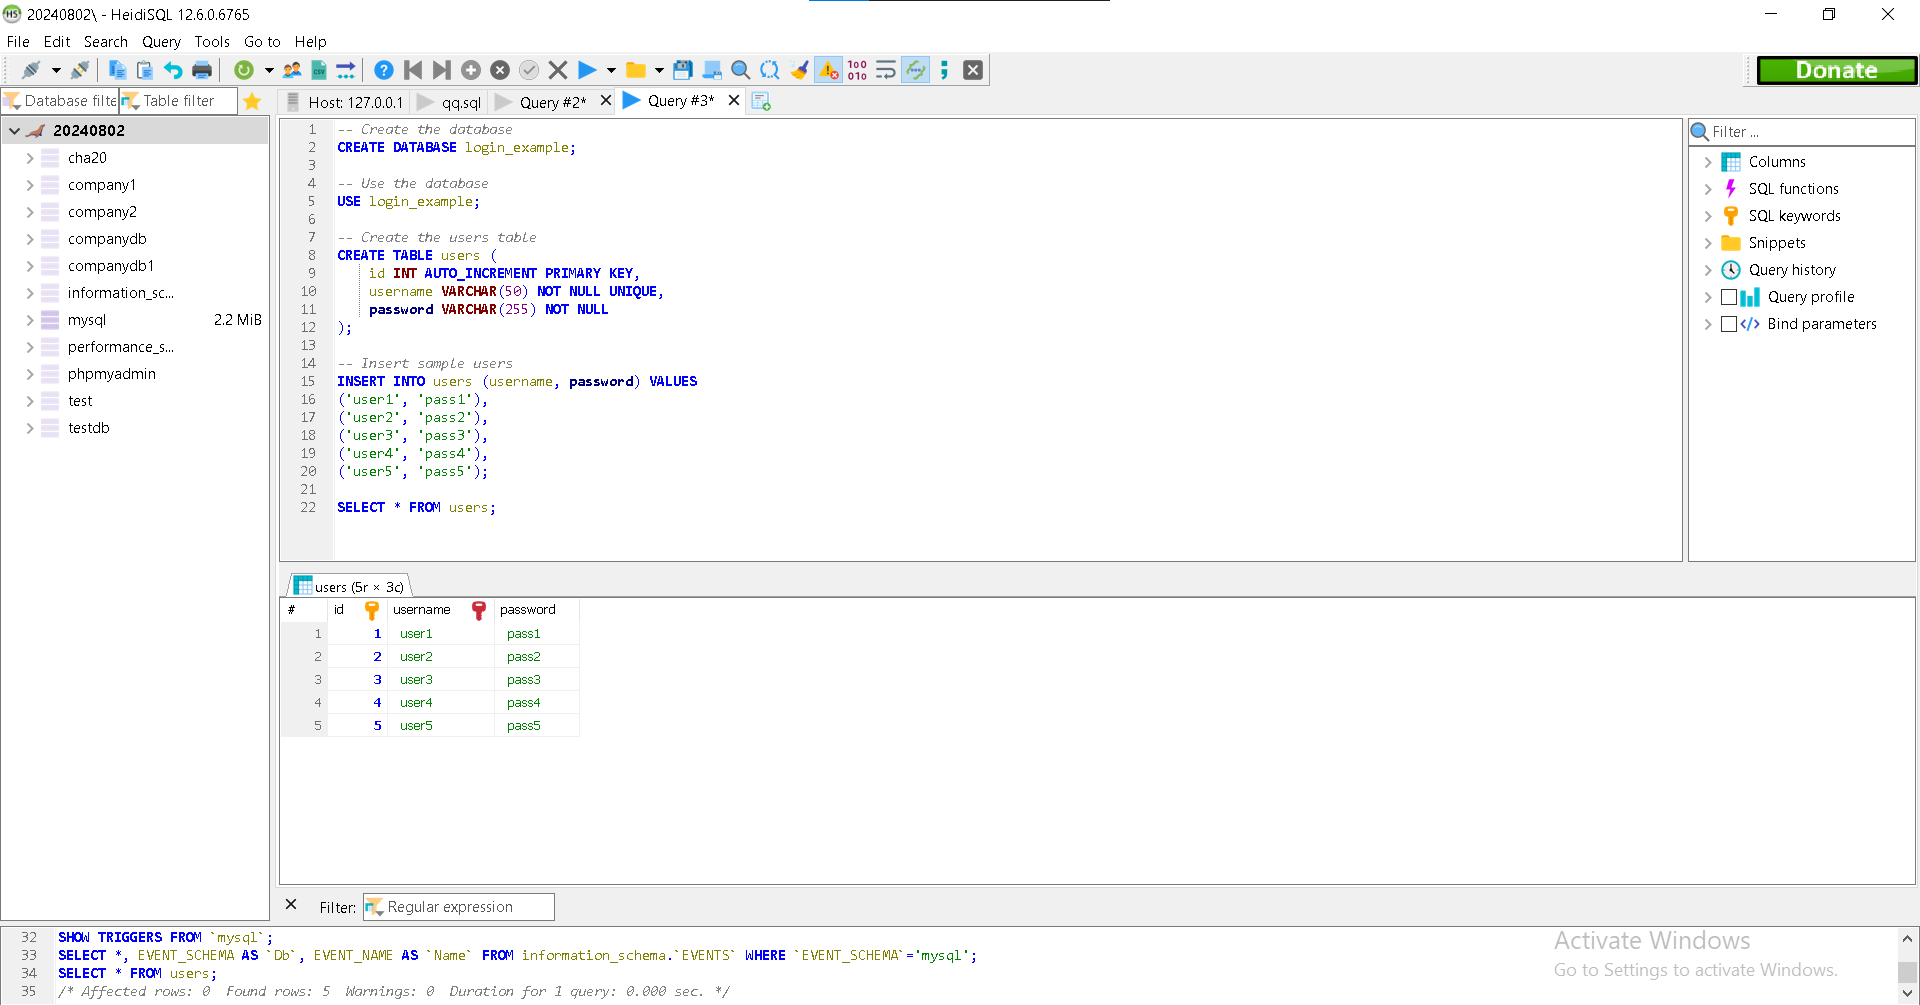 20240802\ - HeidiSQL 12.6.0.6765
File Edit Search Query Tools Go to Help
Donate
Database filte Table filter
Host: 127.0.0.1 qq.sql Query #2* Query #3*
20240802
cha20
company1
company2
companydb
companydb1
information_sc...
mysql 2.2 MiB
performance_s...
phpmyadmin
test
testdb
1 -- Create the database
2 CREATE DATABASE login_example;
3
4 -- Use the database
5 USE login_example;
6
7 -- Create the users table
8 CREATE TABLE users (
9 id INT AUTO_INCREMENT PRIMARY KEY,
10 username VARCHAR(50) NOT NULL UNIQUE,
11 password VARCHAR(255) NOT NULL
12 );
13
14 -- Insert sample users
15 INSERT INTO users (username, password) VALUES
16 ('user1', 'pass1'),
17 ('user2', 'pass2'),
18 ('user3', 'pass3'),
19 ('user4', 'pass4'),
20 ('user5', 'pass5');
21
22 SELECT * FROM users;
Filter ...
Columns
SQL functions
SQL keywords
Snippets
Query history
Query profile
Bind parameters
users (5r × 3c)
# id username password
1 1 user1 pass1
2 2 user2 pass2
3 3 user3 pass3
4 4 user4 pass4
5 5 user5 pass5
Filter: Regular expression
32 SHOW TRIGGERS FROM `mysql`;
33 SELECT *, EVENT_SCHEMA AS `Db`, EVENT_NAME AS `Name` FROM information_schema.`EVENTS` WHERE `EVENT_SCHEMA`='mysql';
34 SELECT * FROM users;
35 /* Affected rows: 0 Found rows: 5 Warnings: 0 Duration for 1 query: 0.000 sec. */
Activate Windows
Go to Settings to activate Windows.